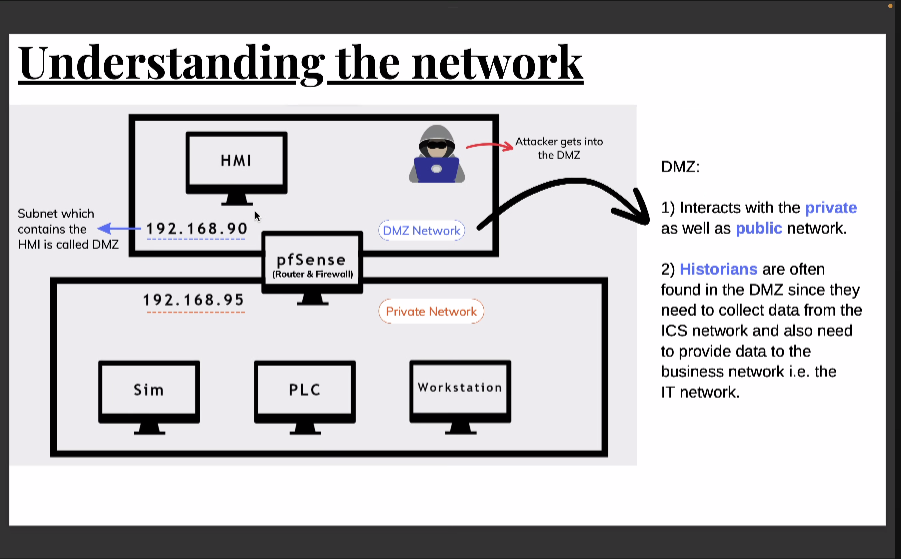 Understanding the network
HMI
Attacker gets into
the DMZ
Subnet which
contains the
HMI is called DMZ
192.168.90
DMZ Network
pfSense
(Router & Firewall)
192.168.95
Private Network
Sim
PLC
Workstation
DMZ:
1) Interacts with the private
as well as public network.
2) Historians are often
found in the DMZ since they
need to collect data from the
ICS network and also need
to provide data to the
business network i.e. the
IT network.